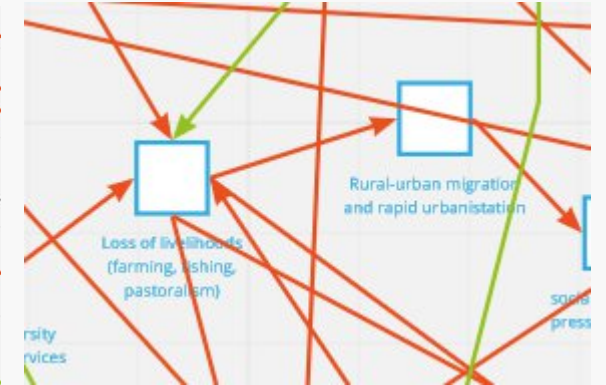 Rural-urban migration
and rapid urbanistation
Loss of livelihoods
(farming, fishing,
pastoralism)
socia
press
rsity
rvices